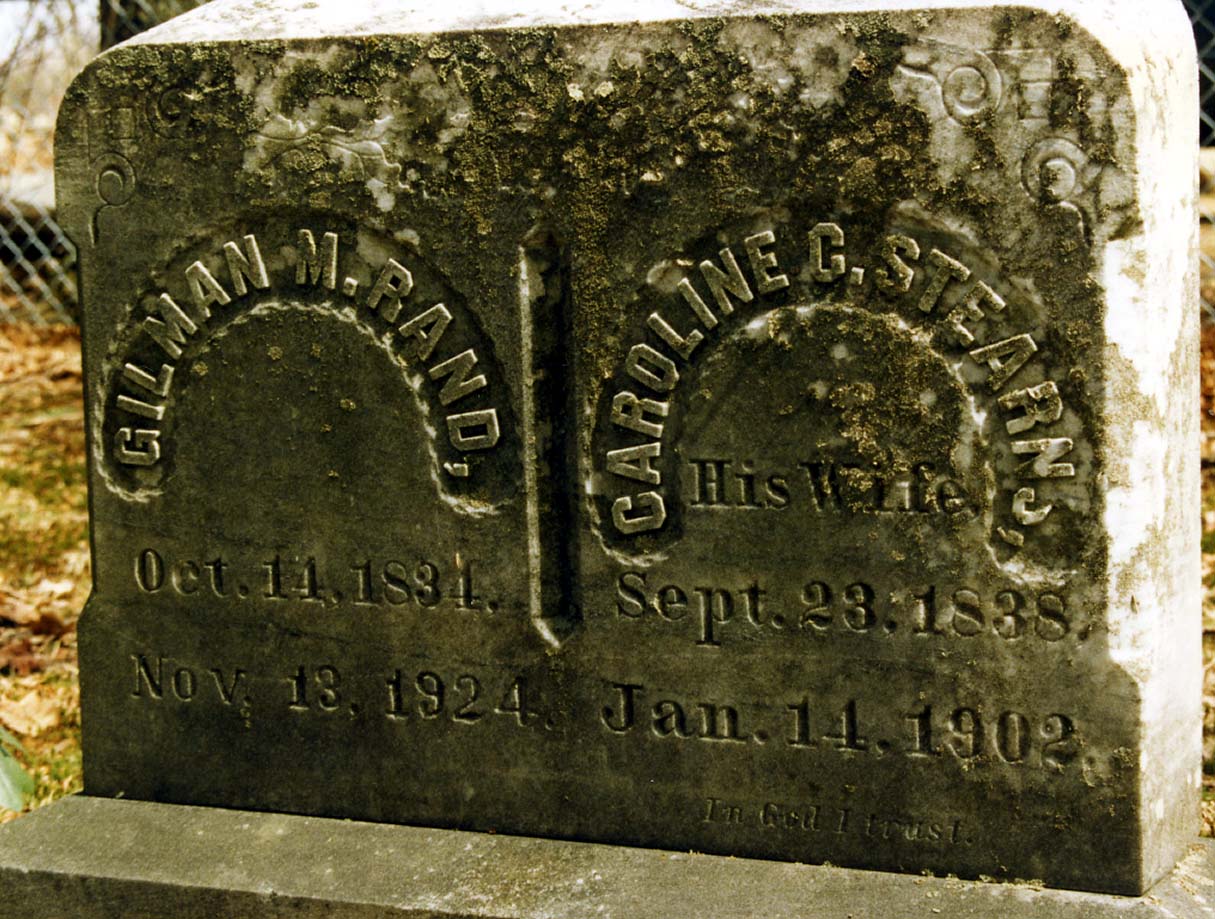 GILMAN M. RAND,
Oct. 14, 1834.
Nov. 13, 1924.
CAROLINE C. STEARNS,
His Wife.
Sept. 23, 1838.
Jan. 14, 1902.
In God I trust.